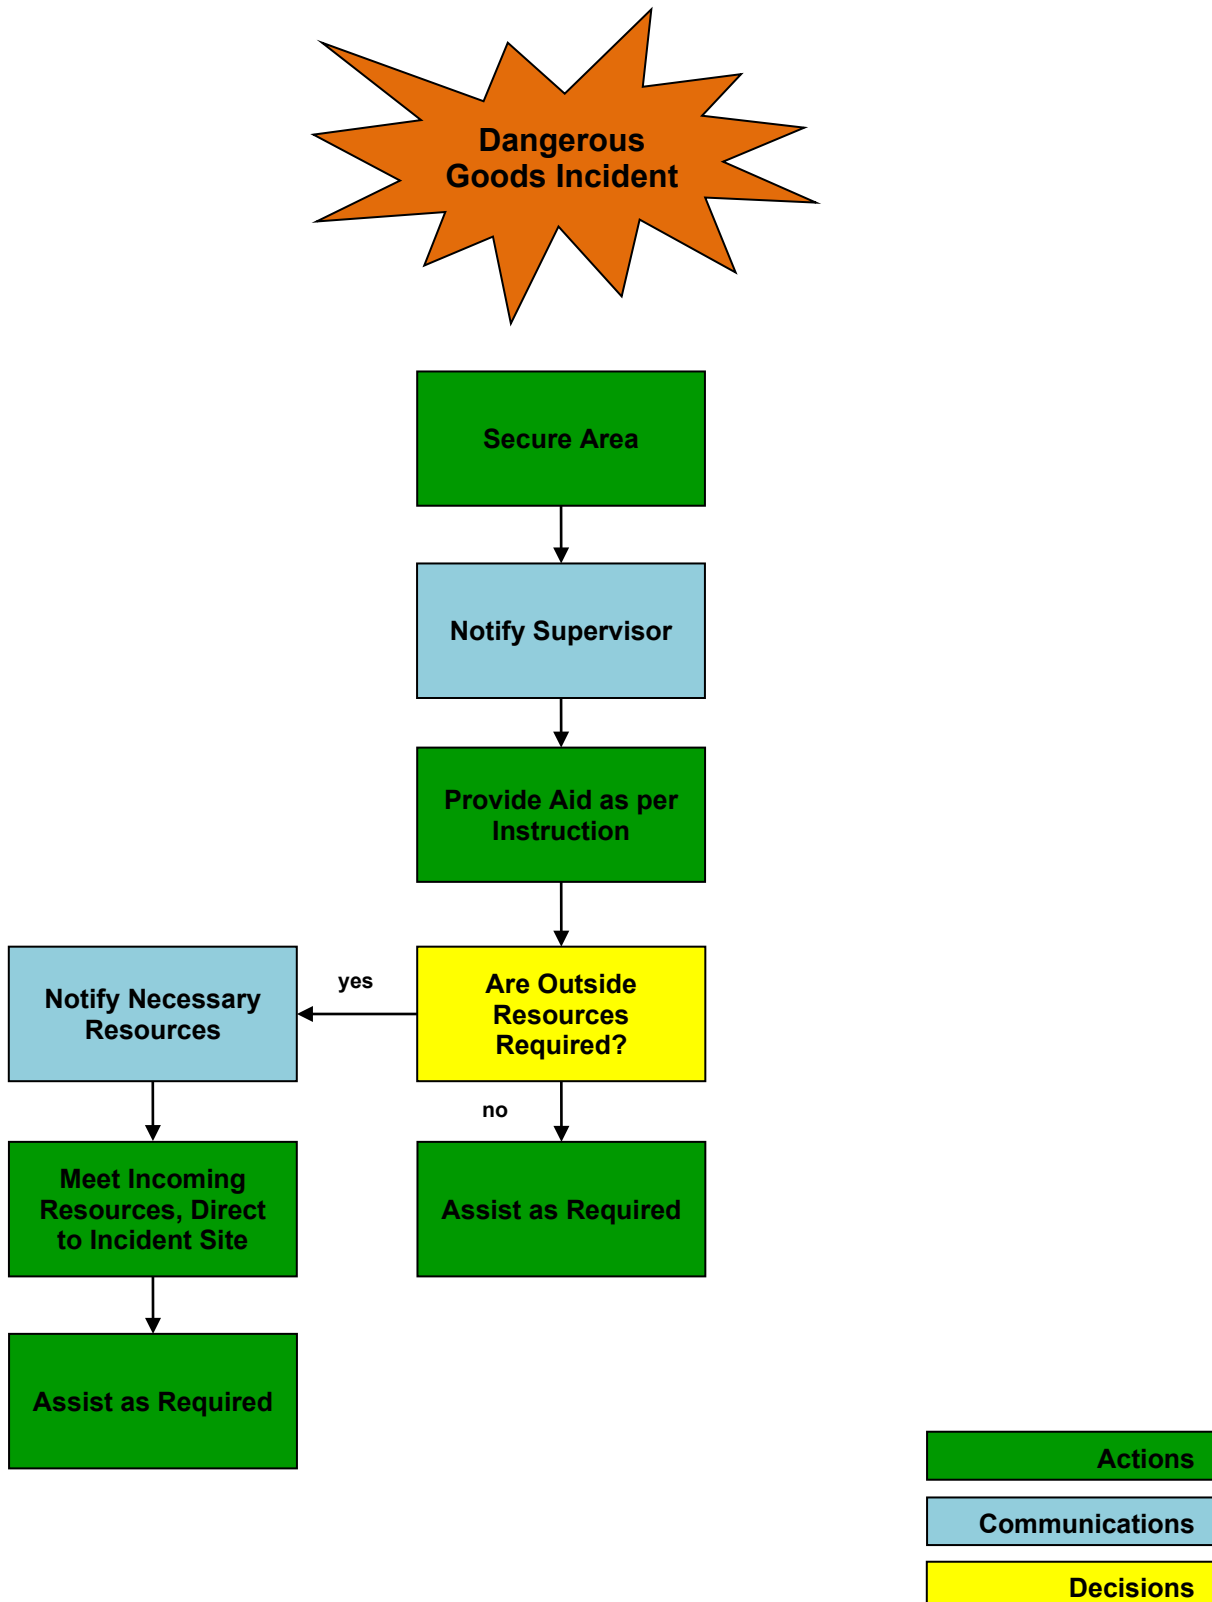 Dangerous
Goods Incident
Secure Area
Notify Supervisor
Provide Aid as per
Instruction
Are Outside
Resources
Required?
yes
Notify Necessary
Resources
no
Meet Incoming
Resources, Direct
to Incident Site
Assist as Required
Assist as Required
Actions
Communications
Decisions